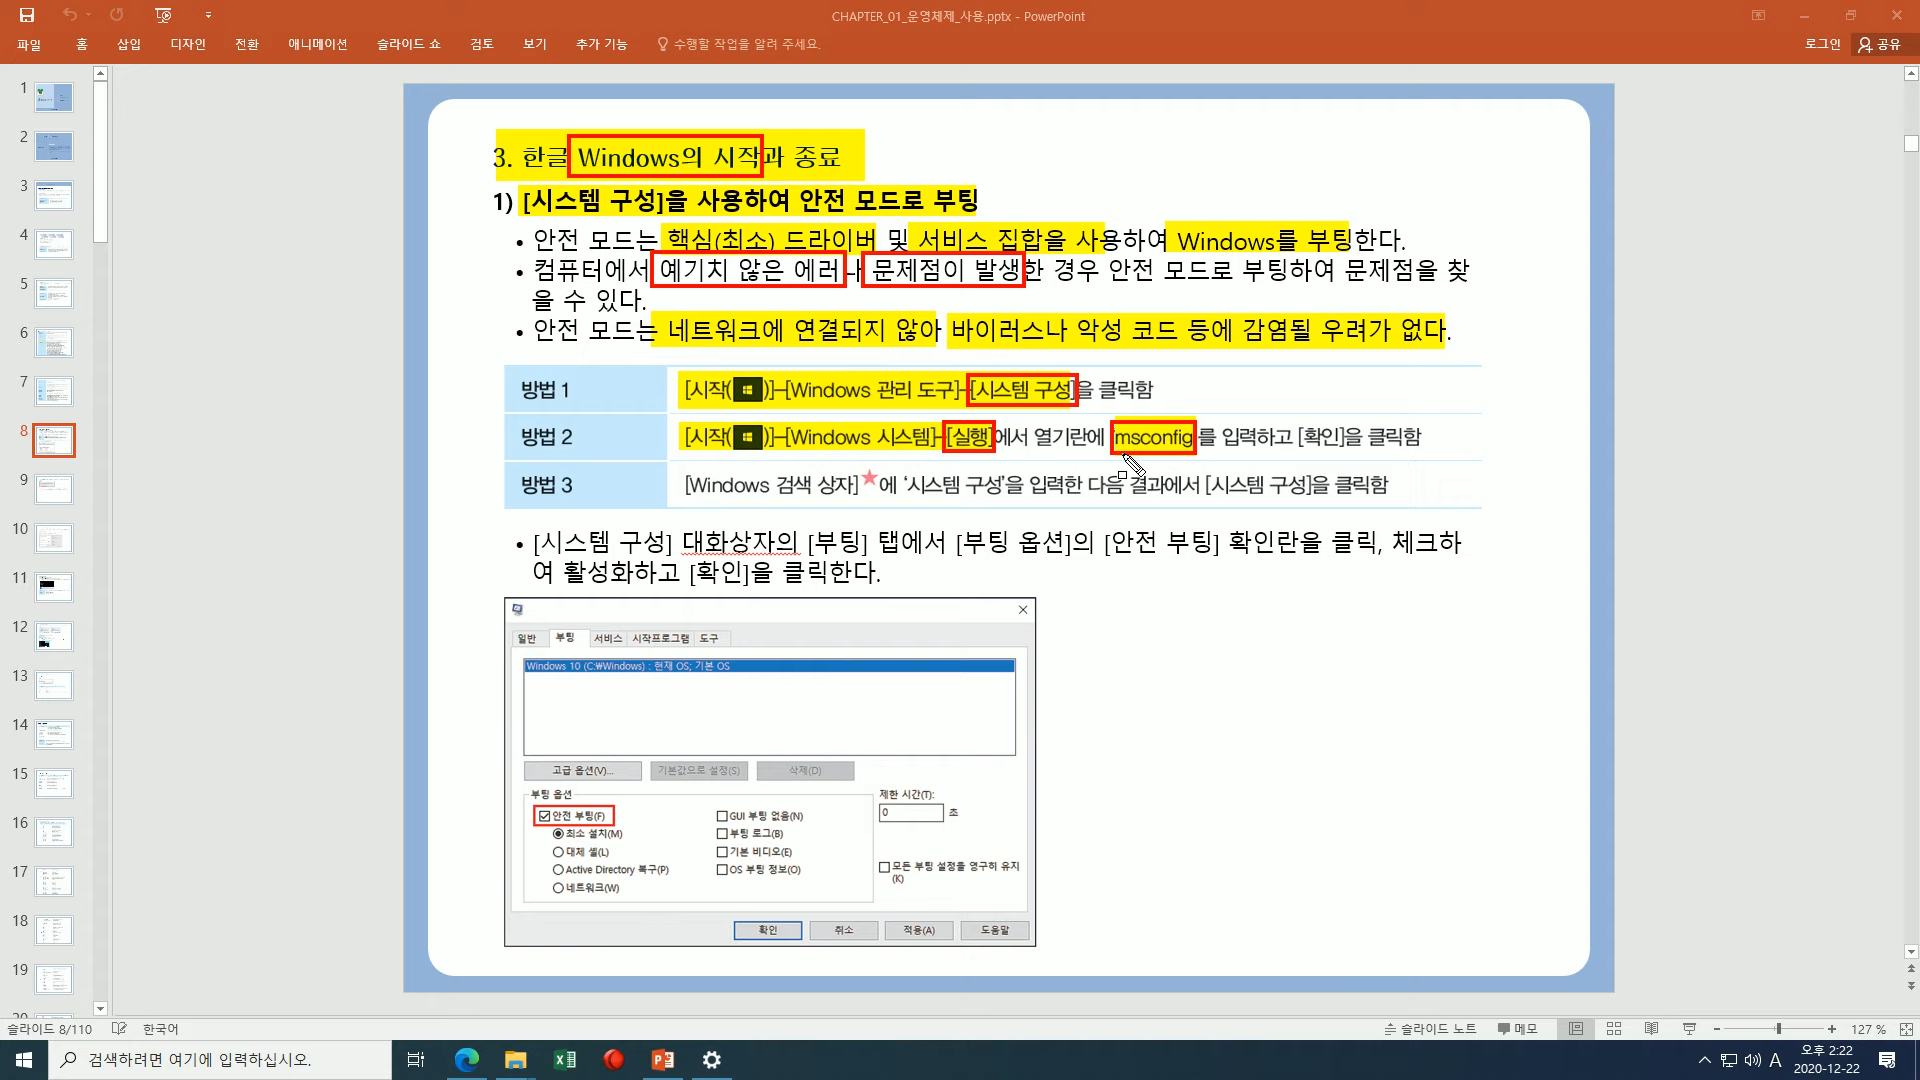 CHAPTER_01_운영체제_사용.pptx - PowerPoint
파일 홈 삽입 디자인 전환 애니메이션 슬라이드 쇼 검토 보기 추가 기능 수행할 작업을 알려 주세요. 로그인 공유
1
2
3
4
5
6
7
8
9
10
11
12
13
14
15
16
17
18
19
3. 한글 Windows의 시작과 종료
1) [시스템 구성]을 사용하여 안전 모드로 부팅
• 안전 모드는 핵심(최소) 드라이버 및 서비스 집합을 사용하여 Windows를 부팅한다.
• 컴퓨터에서 예기치 않은 에러나 문제점이 발생한 경우 안전 모드로 부팅하여 문제점을 찾
을 수 있다.
• 안전 모드는 네트워크에 연결되지 않아 바이러스나 악성 코드 등에 감염될 우려가 없다.
방법 1 [시작( )]-[Windows 관리 도구]-[시스템 구성]을 클릭함
방법 2 [시작( )]-[Windows 시스템]-[실행]에서 열기란에 'msconfig'를 입력하고 [확인]을 클릭함
방법 3 [Windows 검색 상자]★에 '시스템 구성'을 입력한 다음 결과에서 [시스템 구성]을 클릭함
• [시스템 구성] 대화상자의 [부팅] 탭에서 [부팅 옵션]의 [안전 부팅] 확인란을 클릭, 체크하
여 활성화하고 [확인]을 클릭한다.
일반 부팅 서비스 시작프로그램 도구
Windows 10 (C:₩Windows) : 현재 OS; 기본 OS
고급 옵션(V)... 기본값으로 설정(S) 삭제(D)
부팅 옵션 제한 시간(T):
안전 부팅(F) GUI 부팅 없음(N) 0 초
최소 설치(M) 부팅 로그(B)
대체 셸(L) 기본 비디오(E)
Active Directory 복구(P) OS 부팅 정보(O) 모든 부팅 설정을 영구히 유지
(K)
네트워크(W)
확인 취소 적용(A) 도움말
슬라이드 8/110 한국어 슬라이드 노트 메모 127 %
검색하려면 여기에 입력하십시오. A 오후 2:22
2020-12-22